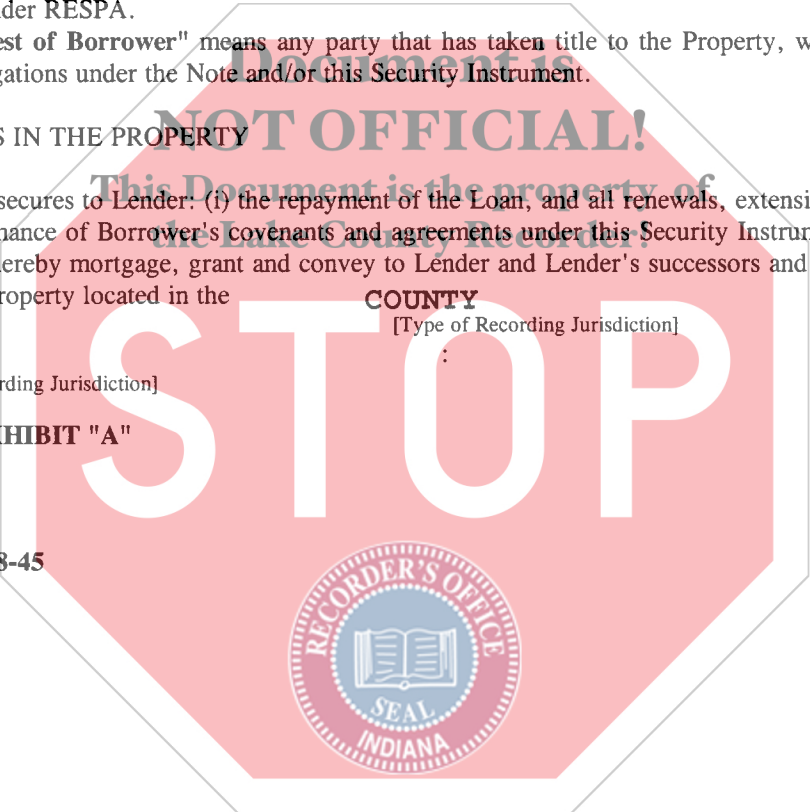 der RESPA.
est of Borrower" means any party that has taken title to the Property, w
gations under the Note and/or this Security Instrument.
Document is
NOT OFFICIAL!
This Document is the property of
the Lake County Recorder!
S IN THE PROPERTY
secures to Lender: (i) the repayment of the Loan, and all renewals, extensi
nance of Borrower's covenants and agreements under this Security Instrum
ereby mortgage, grant and convey to Lender and Lender's successors and
roperty located in the COUNTY
[Type of Recording Jurisdiction]
:
rding Jurisdiction]
HIBIT "A"
STOP
8-45
RECORDER'S OFFICE
SEAL
INDIANA